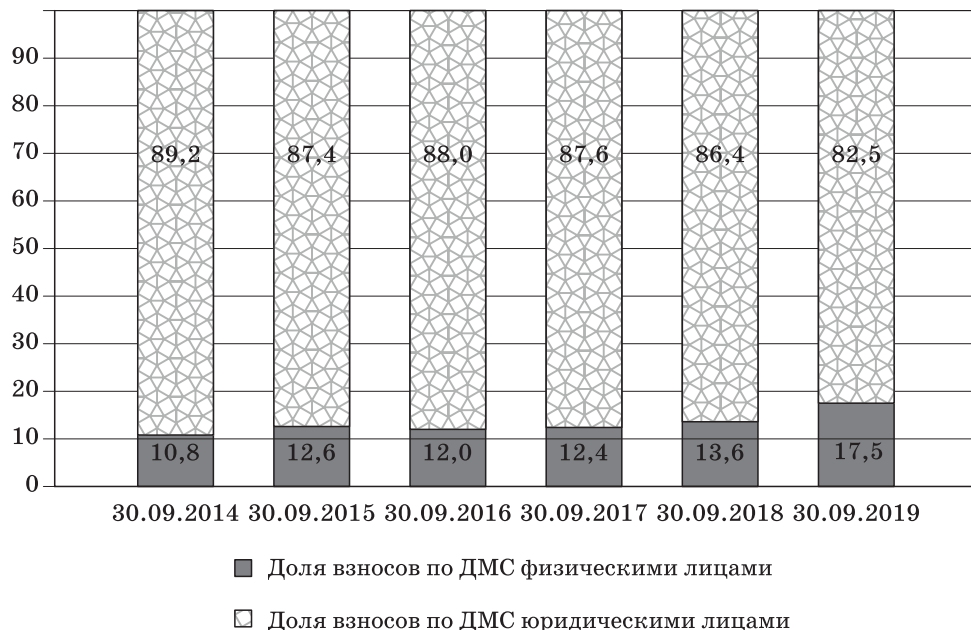 90
80
70
60
50
40
30
20
10
0
89,2 87,4 88,0 87,6 86,4 82,5
10,8 12,6 12,0 12,4 13,6 17,5
30.09.2014 30.09.2015 30.09.2016 30.09.2017 30.09.2018 30.09.2019
Доля взносов по ДМС физическими лицами
Доля взносов по ДМС юридическими лицами